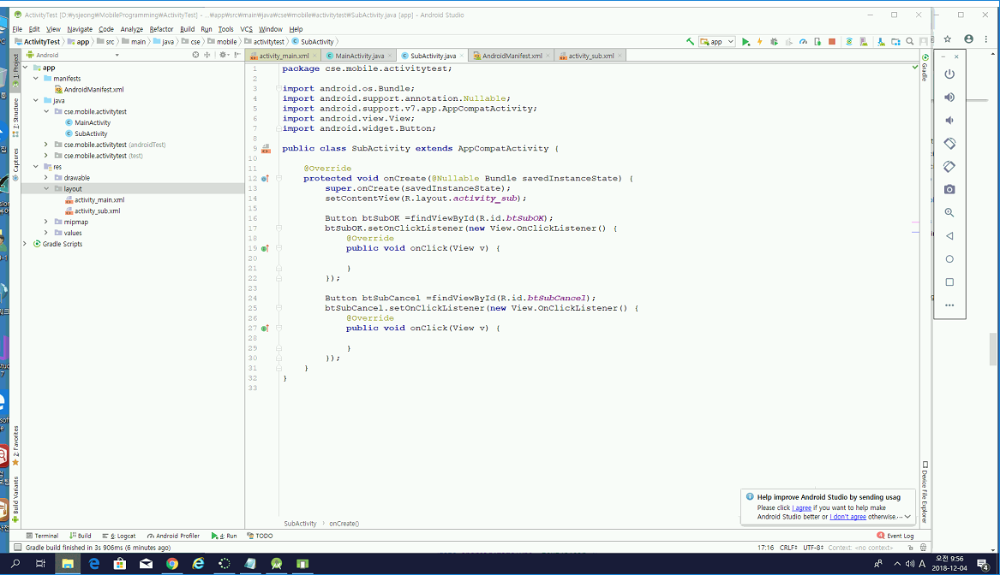 ActivityTest [D:₩ysjeong₩MobileProgramming₩ActivityTest] - ...₩app₩src₩main₩java₩cse₩mobile₩activitytest₩SubActivity.java [app] - Android Studio
File Edit View Navigate Code Analyze Refactor Build Run Tools VCS Window Help
ActivityTest app src main java cse mobile activitytest SubActivity
app
Android
activity_main.xml MainActivity.java SubActivity.java AndroidManifest.xml activity_sub.xml
1: Project
Z: Structure
Captures
2: Favorites
Build Variants
app
manifests
AndroidManifest.xml
java
cse.mobile.activitytest
MainActivity
SubActivity
cse.mobile.activitytest (androidTest)
cse.mobile.activitytest (test)
res
drawable
layout
activity_main.xml
activity_sub.xml
mipmap
values
Gradle Scripts
1 package cse.mobile.activitytest;
2
3 import android.os.Bundle;
4 import android.support.annotation.Nullable;
5 import android.support.v7.app.AppCompatActivity;
6 import android.view.View;
7 import android.widget.Button;
8
9 public class SubActivity extends AppCompatActivity {
10
11 @Override
12 protected void onCreate(@Nullable Bundle savedInstanceState) {
13 super.onCreate(savedInstanceState);
14 setContentView(R.layout.activity_sub);
15
16 Button btSubOK =findViewById(R.id.btSubOK);
17 btSubOK.setOnClickListener(new View.OnClickListener() {
18 @Override
19 public void onClick(View v) {
20
21 }
22 });
23
24 Button btSubCancel =findViewById(R.id.btSubCancel);
25 btSubCancel.setOnClickListener(new View.OnClickListener() {
26 @Override
27 public void onClick(View v) {
28
29 }
30 });
31 }
32 }
33
Gradle
Device File Explorer
Help improve Android Studio by sending usag
Please click I agree if you want to help make
Android Studio better or I don't agree otherwise....
SubActivity onCreate()
Terminal Build 6: Logcat Android Profiler 4: Run TODO
4 Event Log
Gradle build finished in 3s 906ms (6 minutes ago)
17:16 CRLF÷ UTF-8÷ Context: <no context>
A
오전 9:56
2018-12-04
4